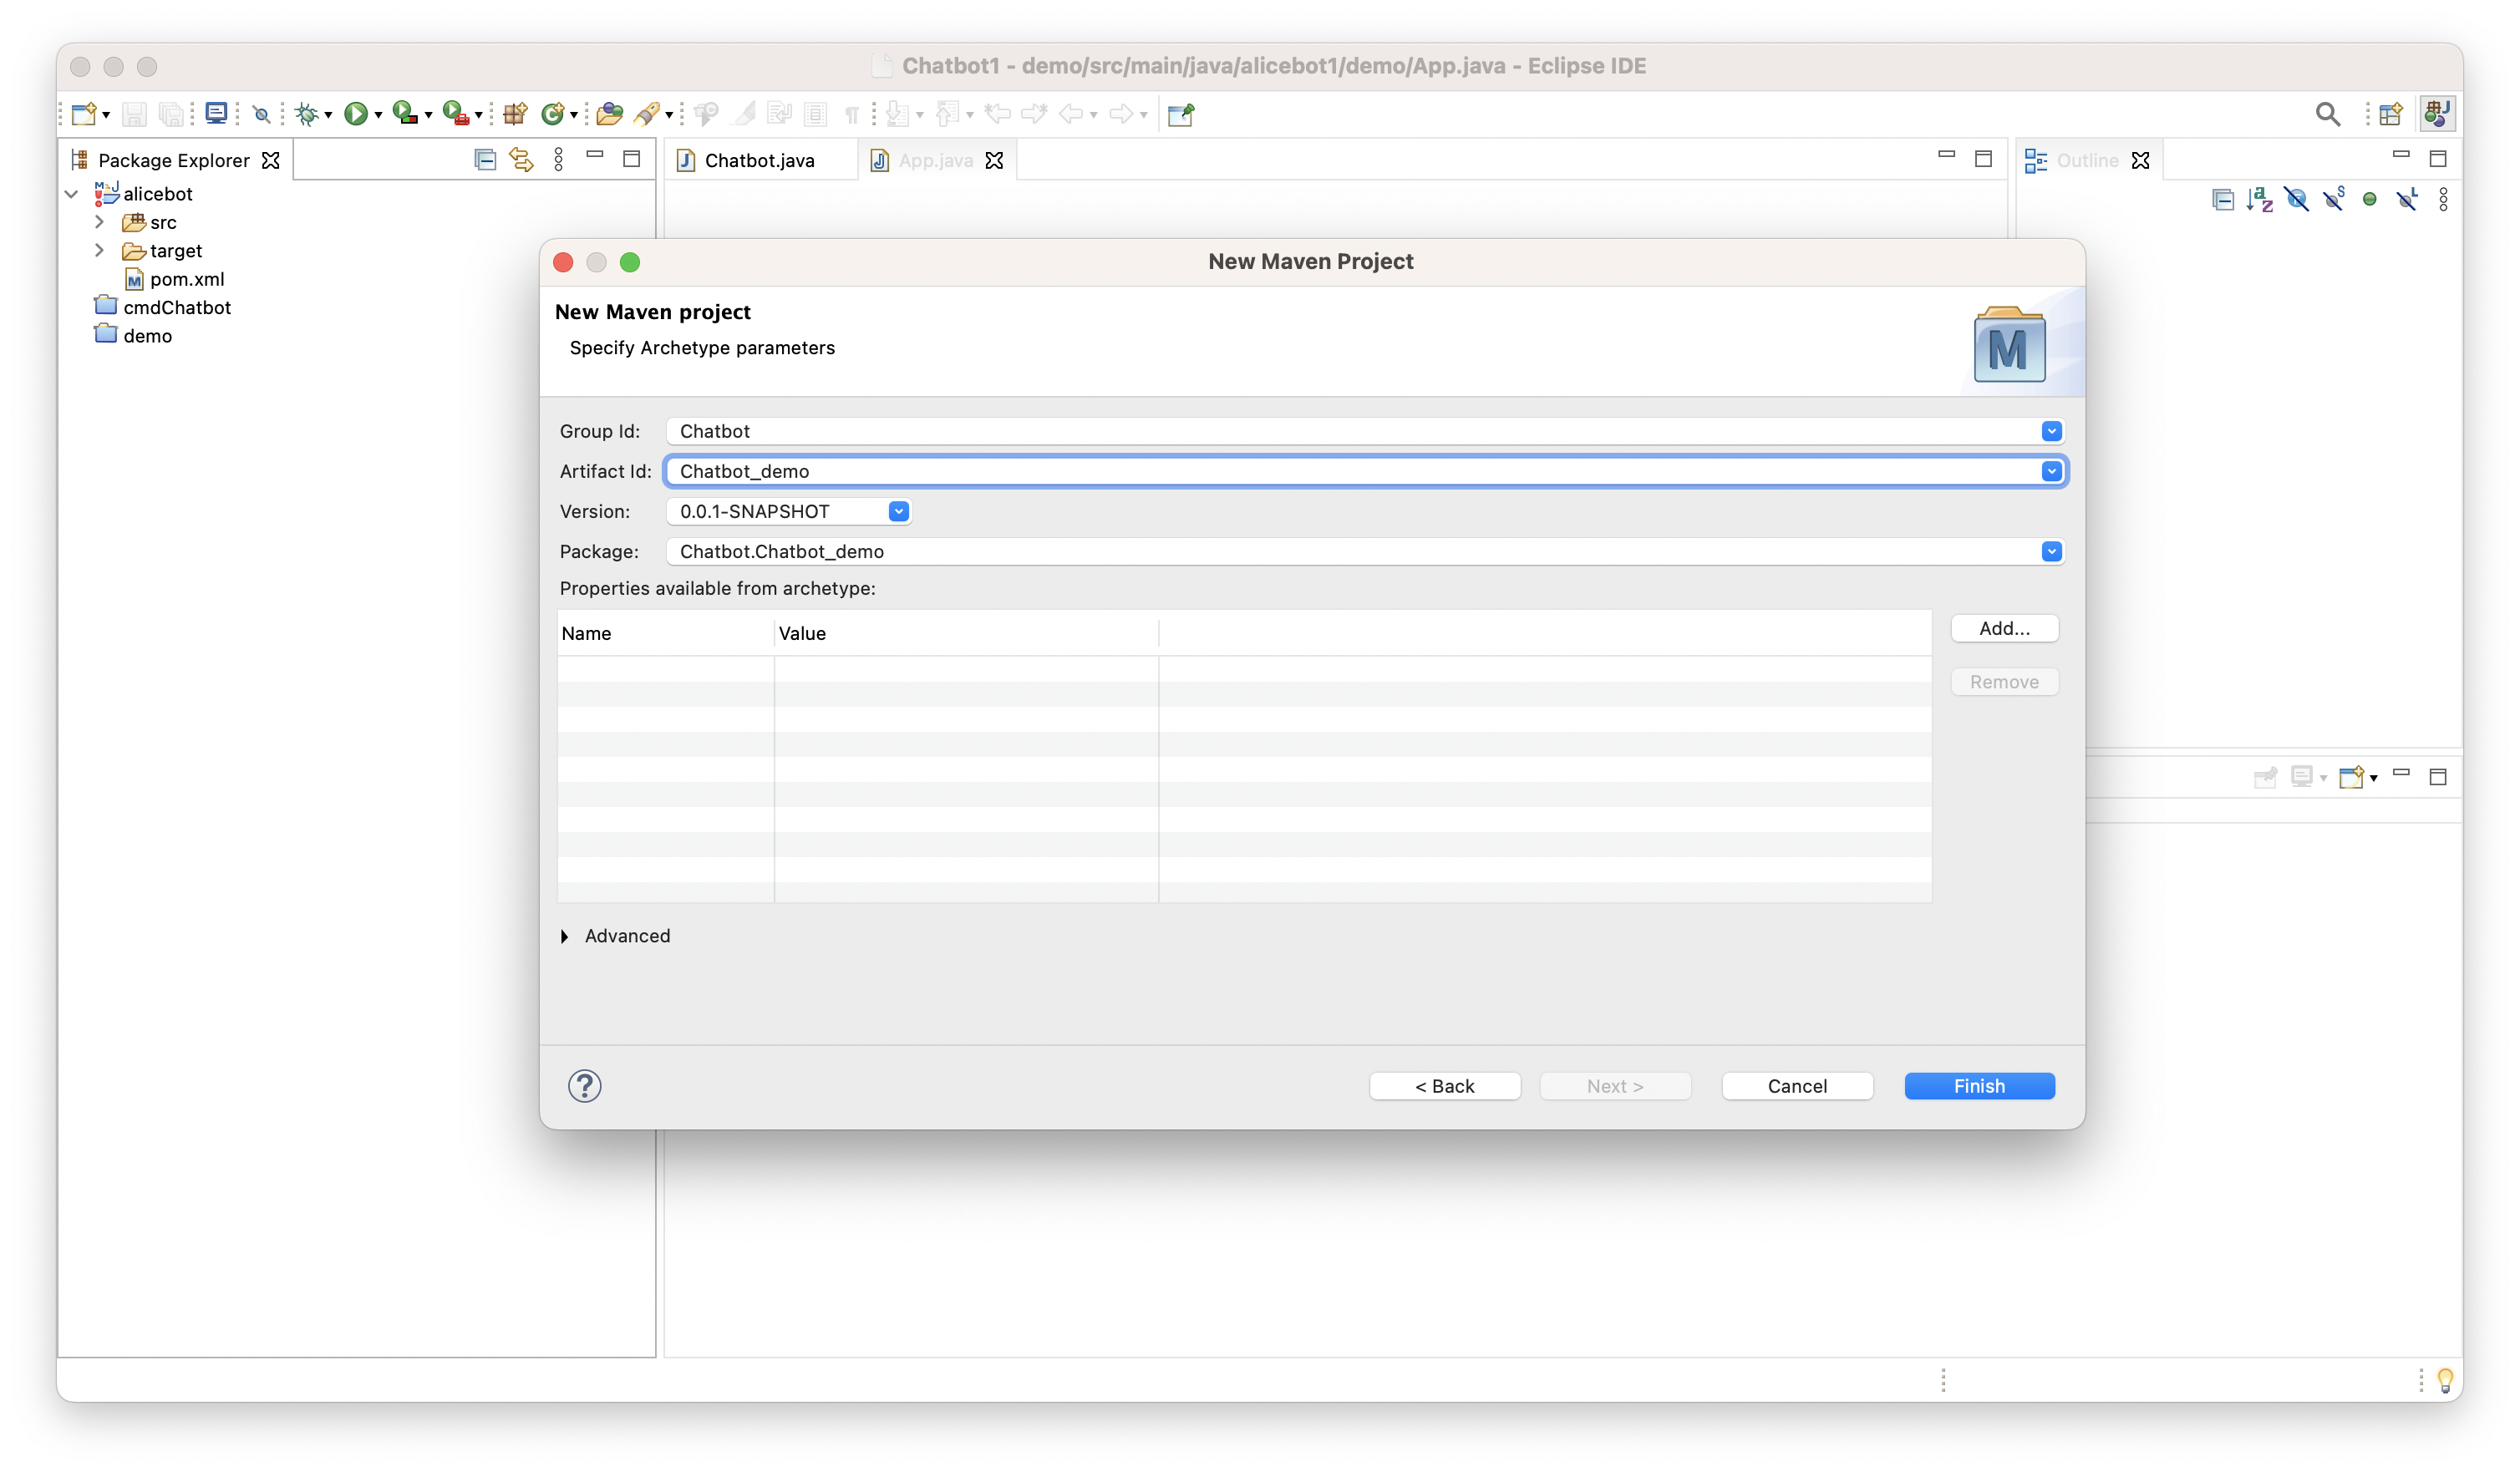 Chatbot1 - demo/src/main/java/alicebot1/demo/App.java - Eclipse IDE
Package Explorer
Chatbot.java
App.java
Outline
alicebot
src
target
pom.xml
cmdChatbot
demo
New Maven Project
New Maven project
Specify Archetype parameters
M
Group Id: Chatbot
Artifact Id: Chatbot_demo
Version: 0.0.1-SNAPSHOT
Package: Chatbot.Chatbot_demo
Properties available from archetype:
Name Value
Add...
Remove
Advanced
? < Back Next > Cancel Finish